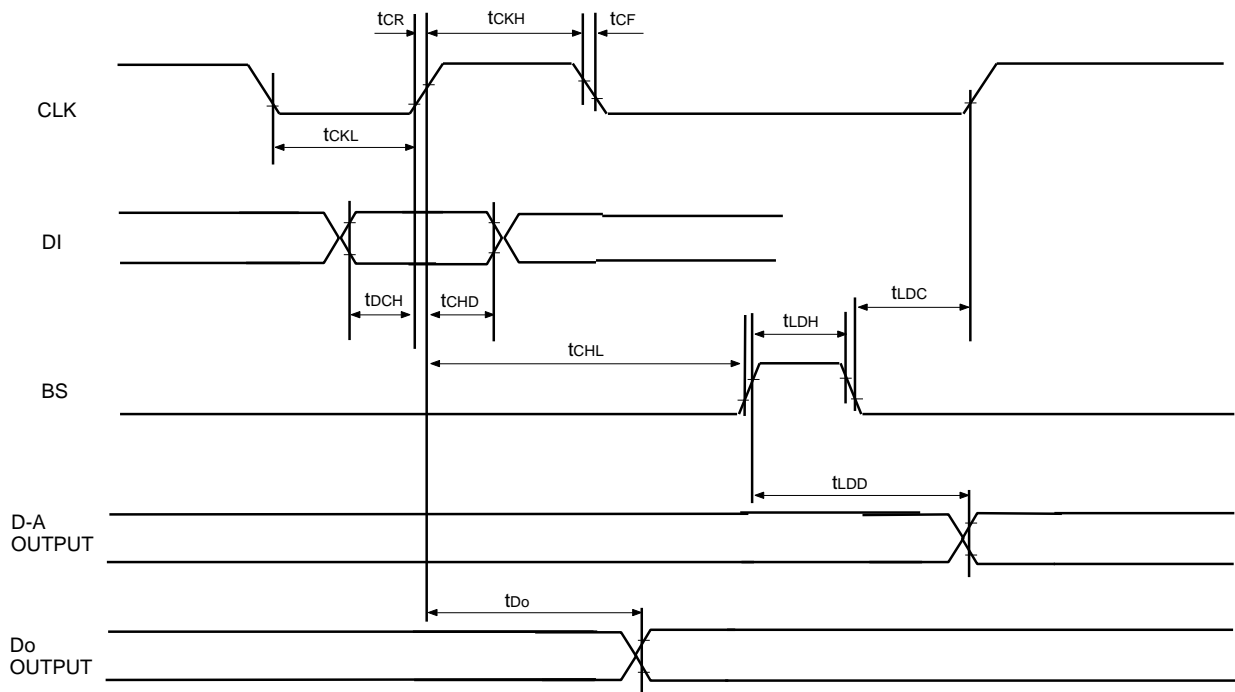 tCR
tCKH
tCF
CLK
tCKL
DI
tDCH
tCHD
tLDC
tLDH
tCHL
BS
tLDD
D-A
OUTPUT
tDo
Do
OUTPUT